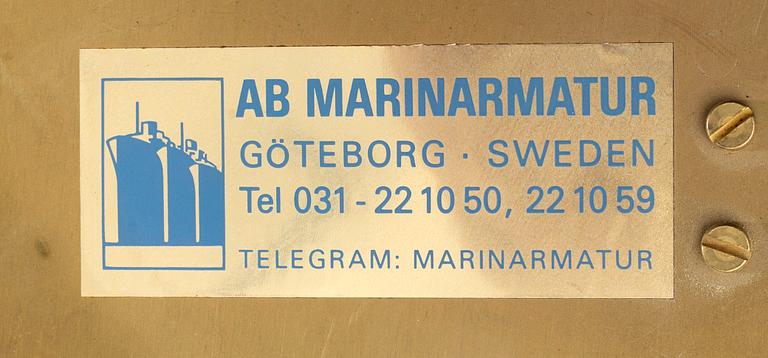 AB MARINARMATUR
GÖTEBORG · SWEDEN
Tel 031 - 22 10 50, 22 10 59
TELEGRAM: MARINARMATUR